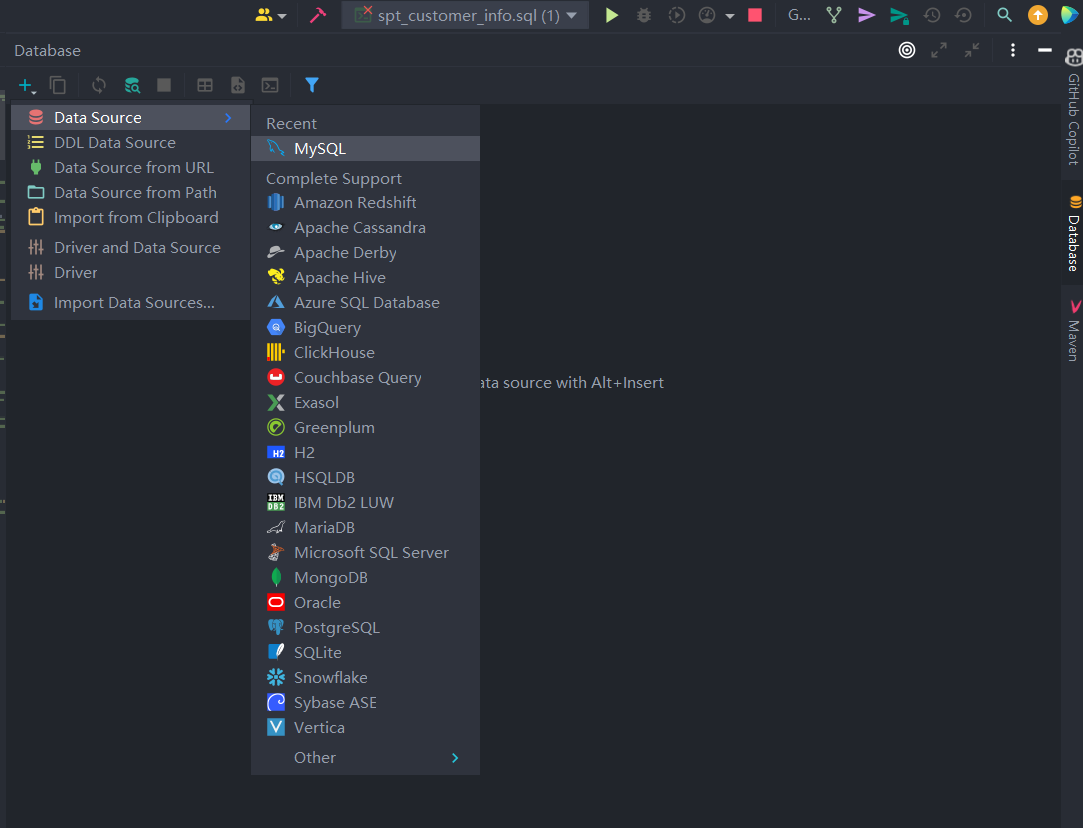 spt_customer_info.sql (1)
G...
Database
Data Source
DDL Data Source
Data Source from URL
Data Source from Path
Import from Clipboard
Driver and Data Source
Driver
Import Data Sources...
Recent
MySQL
Complete Support
Amazon Redshift
Apache Cassandra
Apache Derby
Apache Hive
Azure SQL Database
BigQuery
ClickHouse
Couchbase Query
Exasol
Greenplum
H2
H2
HSQLDB
IBM
DB2
IBM Db2 LUW
MariaDB
Microsoft SQL Server
MongoDB
Oracle
PostgreSQL
SQLite
Snowflake
Sybase ASE
Vertica
Other
ata source with Alt+Insert
GitHub Copilot
Database
Maven